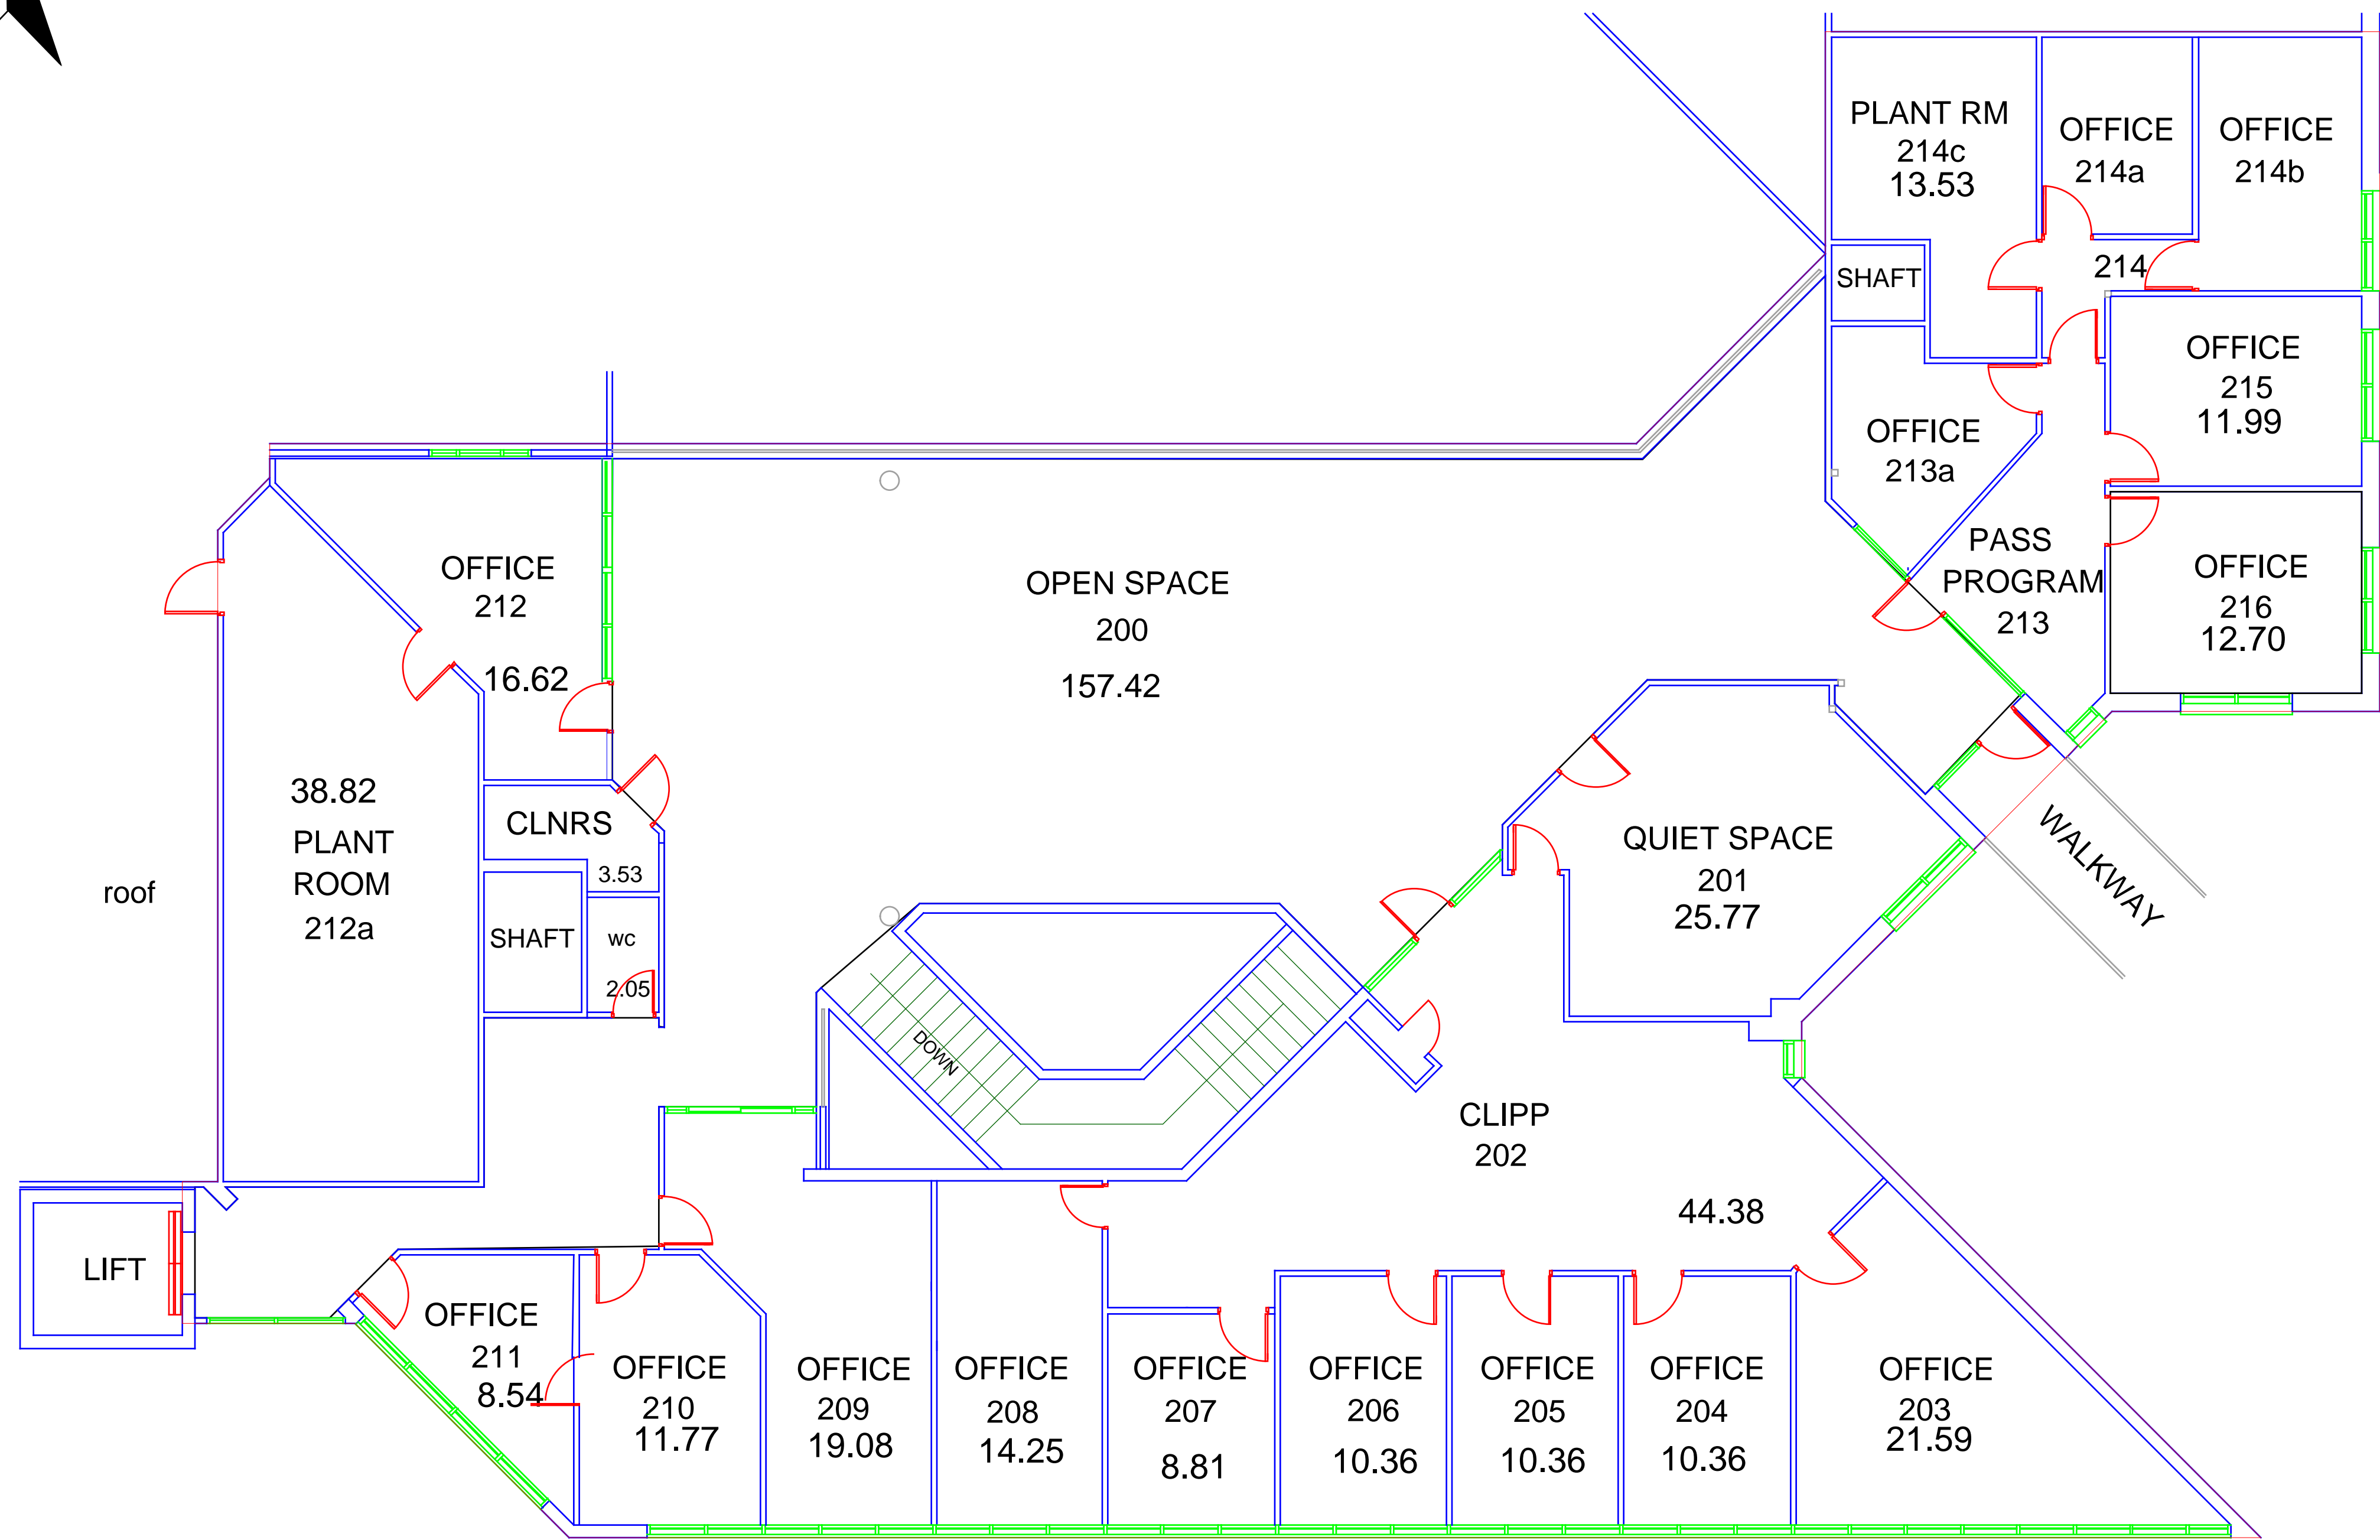 PLANT RM
214c
13.53
OFFICE
214a
OFFICE
214b
SHAFT
214
OFFICE
215
11.99
OFFICE
213a
PASS
PROGRAM
213
OFFICE
216
12.70
OFFICE
212
16.62
OPEN SPACE
200
157.42
38.82
PLANT
ROOM
212a
CLNRS
3.53
roof
SHAFT
wc
2.05
QUIET SPACE
201
25.77
WALKWAY
DOWN
CLIPP
202
44.38
LIFT
OFFICE
211
8.54
OFFICE
210
11.77
OFFICE
209
19.08
OFFICE
208
14.25
OFFICE
207
8.81
OFFICE
206
10.36
OFFICE
205
10.36
OFFICE
204
10.36
OFFICE
203
21.59